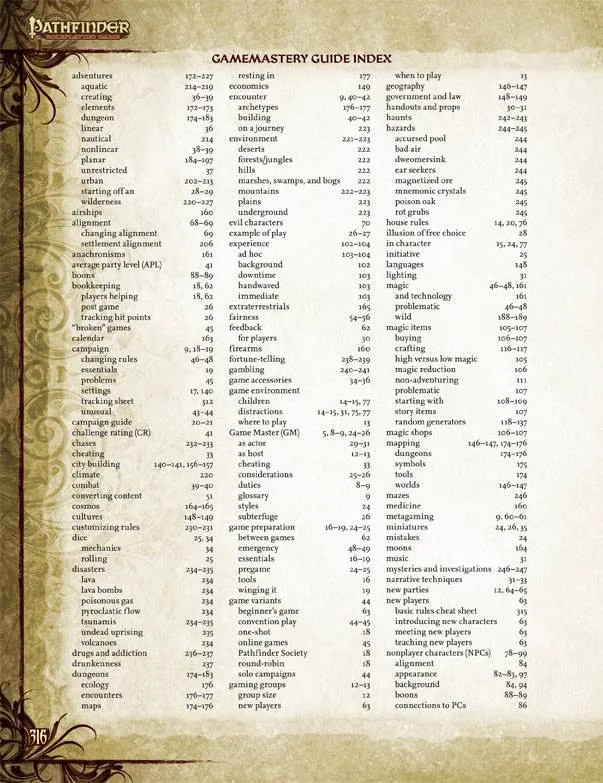 PATHFINDER
ROLEPLAYING GAME
GAMEMASTERY GUIDE INDEX
adventures 172–227
aquatic 214–219
creating 36–39
elements 172–173
dungeon 174–183
linear 36
nautical 214
nonlinear 38–39
planar 184–197
unrestricted 37
urban 202–213
starting off an 28–29
wilderness 220–227
airships 160
alignment 68–69
changing alignment 69
settlement alignment 206
anachronisms 161
average party level (APL) 41
boons 88–89
bookkeeping 18, 62
players helping 18, 62
post game 26
tracking hit points 26
"broken" games 45
calendar 163
campaign 9, 18–19
changing rules 46–48
essentials 19
problems 45
settings 17, 140
tracking sheet 312
unusual 43–44
campaign guide 20–21
challenge rating (CR) 41
chases 232–233
cheating 33
city building 140–141, 156–157
climate 220
combat 39–40
converting content 51
cosmos 164–165
cultures 148–149
customizing rules 230–231
dice 25, 34
mechanics 34
rolling 25
disasters 234–235
lava 234
lava bombs 234
poisonous gas 234
pyroclastic flow 234
tsunamis 234–235
undead uprising 235
volcanoes 234
drugs and addiction 236–237
drunkenness 237
dungeons 174–183
ecology 176
encounters 176–177
maps 174–176
resting in 177
economics 149
encounter 9, 40–42
archetypes 176–177
building 40–42
on a journey 223
environment 221–223
deserts 222
forests/jungles 222
hills 222
marshes, swamps, and bogs 222
mountains 222–223
plains 223
underground 223
evil characters 70
example of play 26–27
experience 102–104
ad hoc 103–104
background 102
downtime 103
handwaved 103
immediate 103
extraterrestrials 165
fairness 54–56
feedback 62
for players 30
firearms 160
fortune-telling 238–239
gambling 240–241
game accessories 34–36
game environment
children 14–15, 77
distractions 14–15, 31, 75, 77
where to play 13
Game Master (GM) 5, 8–9, 24–26
as actor 29–31
as host 12–13
cheating 33
considerations 25–26
duties 8–9
glossary 9
styles 24
subterfuge 26
game preparation 16–19, 24–25
between games 62
emergency 48–49
essentials 16–19
pregame 24–25
tools 16
winging it 19
game variants 44
beginner's game 63
convention play 44–45
one-shot 18
online games 45
Pathfinder Society 18
round-robin 18
solo campaigns 44
gaming groups 12–13
group size 12
new players 63
when to play 13
geography 146–147
government and law 148–149
handouts and props 30–31
haunts 242–243
hazards 244–245
accursed pool 244
bad air 244
dweomersink 244
ear seekers 244
magnetized ore 245
mnemonic crystals 245
poison oak 245
rot grubs 245
house rules 14, 20, 76
illusion of free choice 28
in character 15, 24, 77
initiative 25
languages 148
lighting 31
magic 46–48, 161
and technology 161
problematic 46–48
wild 188–189
magic items 105–107
buying 106–107
crafting 116–117
high versus low magic 105
magic reduction 106
non-adventuring 111
problematic 107
starting with 108–109
story items 107
random generators 118–137
magic shops 106–107
mapping 146–147, 174–176
dungeons 174–176
symbols 175
tools 174
worlds 146–147
mazes 246
medicine 160
metagaming 9, 60–61
miniatures 24, 26, 35
mistakes 24
moons 164
music 31
mysteries and investigations 246–247
narrative techniques 31–33
new parties 12, 64–65
new players 63
basic rules cheat sheet 315
introducing new characters 63
meeting new players 63
teaching new players 63
nonplayer characters (NPCs) 78–99
alignment 84
appearance 82–83, 97
background 84, 94
boons 88–89
connections to PCs 86
316